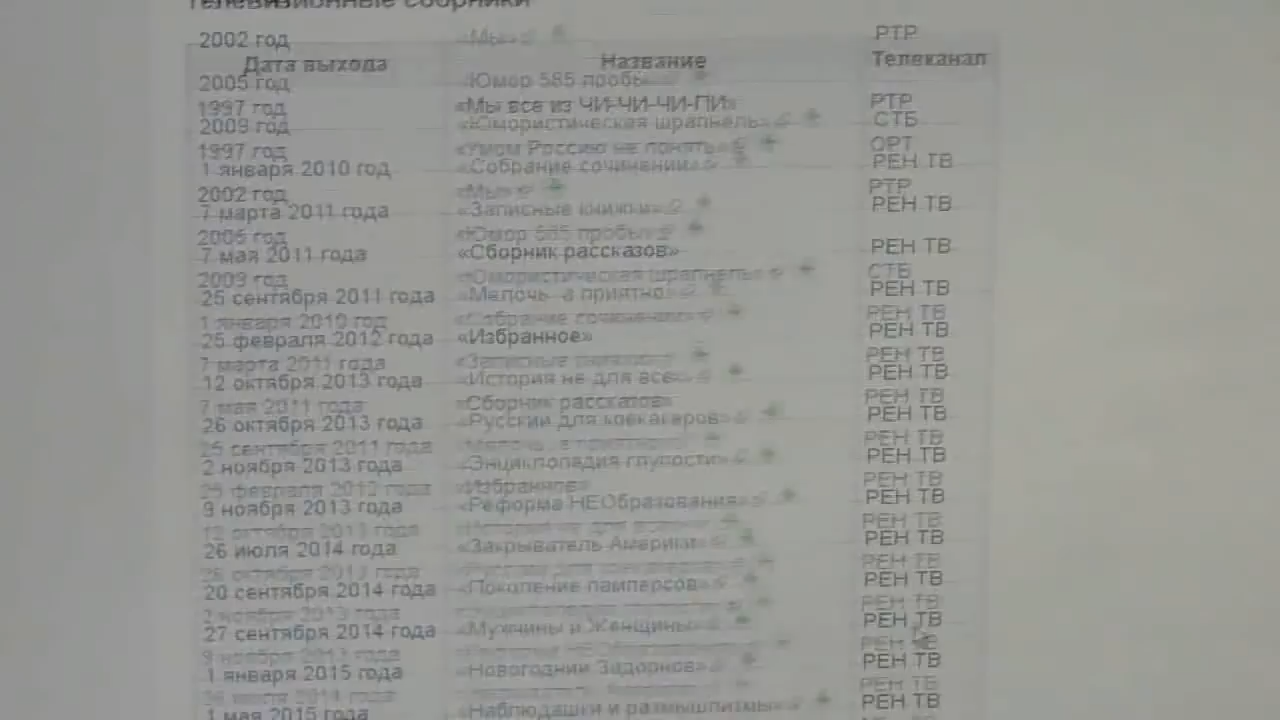 Телевизионные сборники
2002 год «Мы» РТР
Дата выхода Название Телеканал
2005 год «Юмор 585 пробы»
1997 год «Мы все из ЧИ-ЧИ-ЧИ-ПИ» РТР
2009 год «Юмористическая шрапнель» СТБ
1997 год «Умом Россию не понять» ОРТ
1 января 2010 год «Собрание сочинений» РЕН ТВ
2002 год «Мы» РТР
7 марта 2011 года «Записные книжки» РЕН ТВ
год «Юмор 585 пробы»
7 мая 2011 года «Сборник рассказов» РЕН ТВ
2009 год «Юмористическая шрапнель» СТБ
25 сентября 2011 года «Мелочь, а приятно» РЕН ТВ
1 января 2010 год «Собрание сочинений» РЕН ТВ
25 февраля 2012 года «Избранное» РЕН ТВ
7 марта 2011 года «Записные книжки» РЕН ТВ
12 октября 2013 года «История не для всех» РЕН ТВ
7 мая 2011 года «Сборник рассказов» РЕН ТВ
26 октября 2013 года «Русский для коекакеров» РЕН ТВ
25 сентября 2011 года «Мелочь, а приятно» РЕН ТВ
2 ноября 2013 года «Энциклопедия глупости» РЕН ТВ
25 февраля 2012 года «Избранное» РЕН ТВ
9 ноября 2013 года «Реформа НЕОбразования» РЕН ТВ
12 октября 2013 года РЕН ТВ
26 июля 2014 года «Закрыватель Америки» РЕН ТВ
26 октября 2013 года РЕН ТВ
20 сентября 2014 года «Поколение памперсов» РЕН ТВ
2 ноября 2013 года РЕН ТВ
27 сентября 2014 года «Мужчины и Женщины» РЕН ТВ
9 ноября 2013 года РЕН ТВ
1 января 2015 года «Новогодний Задорнов» РЕН ТВ
26 июля 2014 года РЕН ТВ
1 мая 2015 года «Наблюдашки и размышлизмы» РЕН ТВ